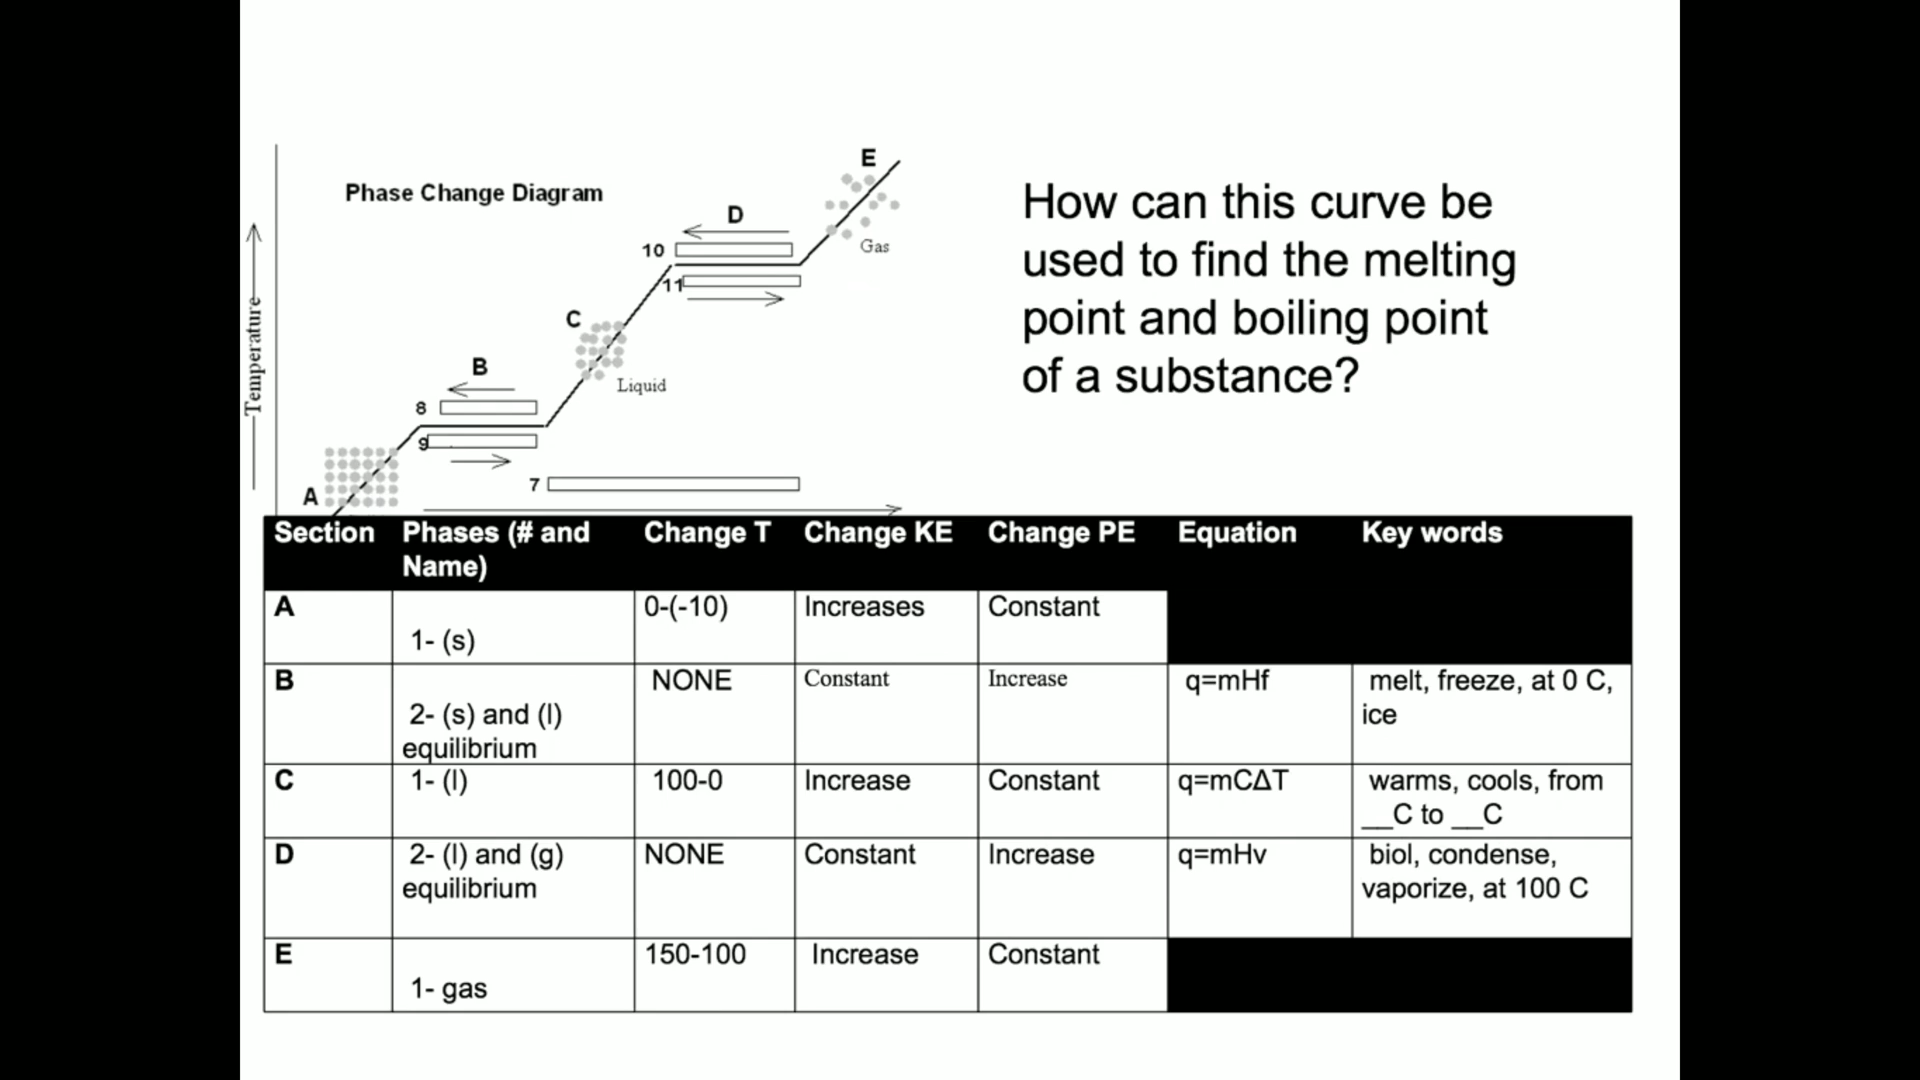 Phase Change Diagram
Temperature
A
B
C
D
E
8
9
10
11
7
Liquid
Gas
How can this curve be
used to find the melting
point and boiling point
of a substance?
Section Phases (# and Name) Change T Change KE Change PE Equation Key words
A 1- (s) 0-(-10) Increases Constant
B 2- (s) and (l) equilibrium NONE Constant Increase q=mHf melt, freeze, at 0 C, ice
C 1- (l) 100-0 Increase Constant q=mCΔT warms, cools, from __C to __C
D 2- (l) and (g) equilibrium NONE Constant Increase q=mHv biol, condense, vaporize, at 100 C
E 1- gas 150-100 Increase Constant